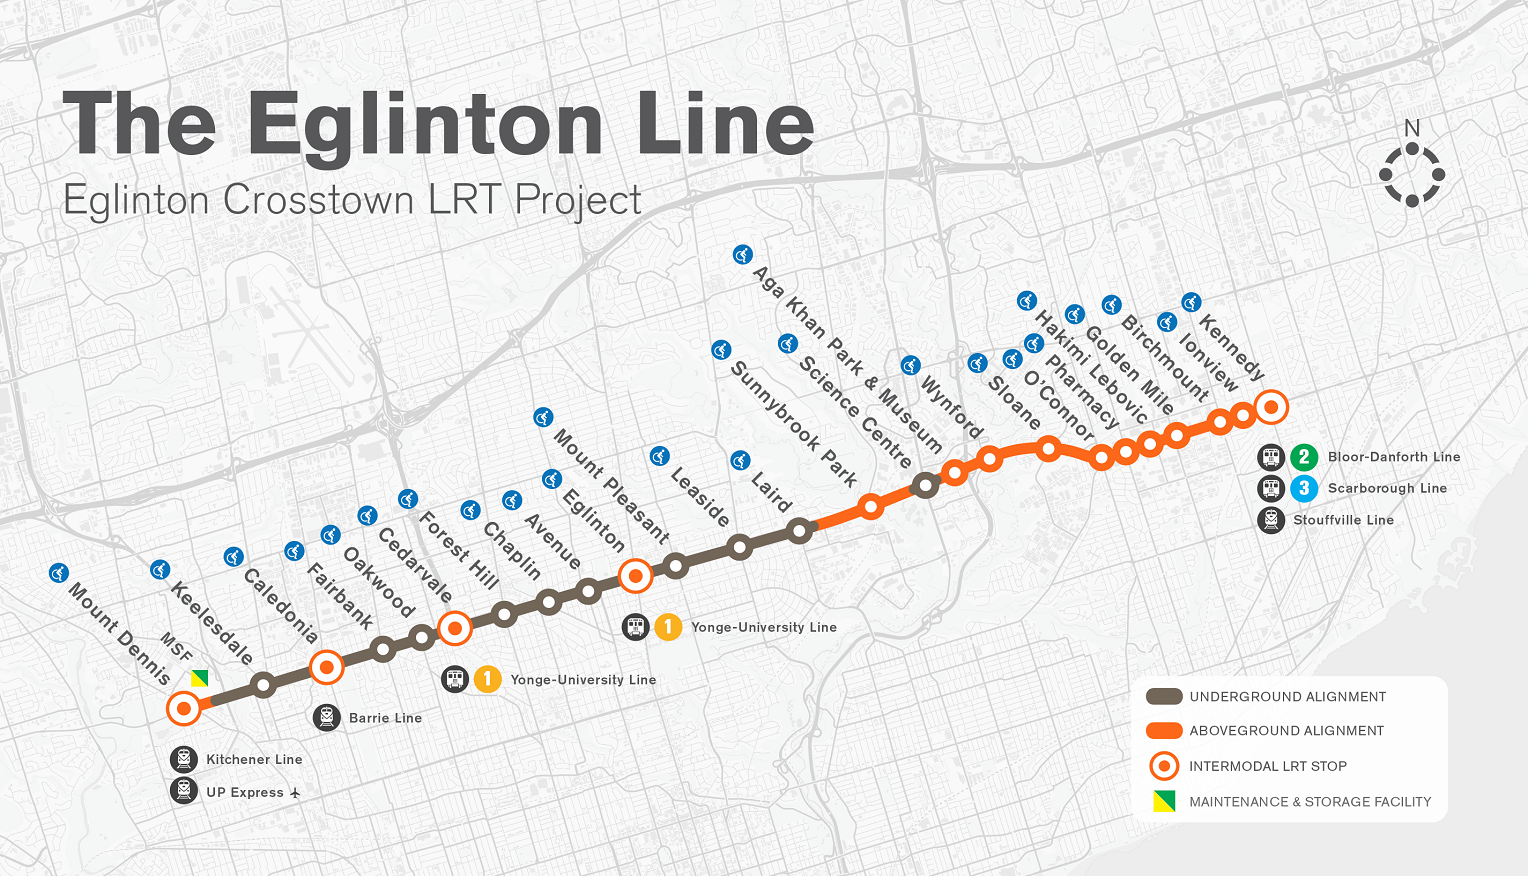 The Eglinton Line
Eglinton Crosstown LRT Project
N
Mount Dennis
MSF
Keelesdale
Caledonia
Fairbank
Oakwood
Cedarvale
Forest Hill
Chaplin
Avenue
Eglinton
Mount Pleasant
Leaside
Laird
Sunnybrook Park
Science Centre
Aga Khan Park & Museum
Wynford
Sloane
O'Connor
Pharmacy
Hakimi Lebovic
Golden Mile
Birchmount
Ionview
Kennedy
2 Bloor-Danforth Line
3 Scarborough Line
Stouffville Line
1 Yonge-University Line
1 Yonge-University Line
Barrie Line
Kitchener Line
UP Express
UNDERGROUND ALIGNMENT
ABOVEGROUND ALIGNMENT
INTERMODAL LRT STOP
MAINTENANCE & STORAGE FACILITY